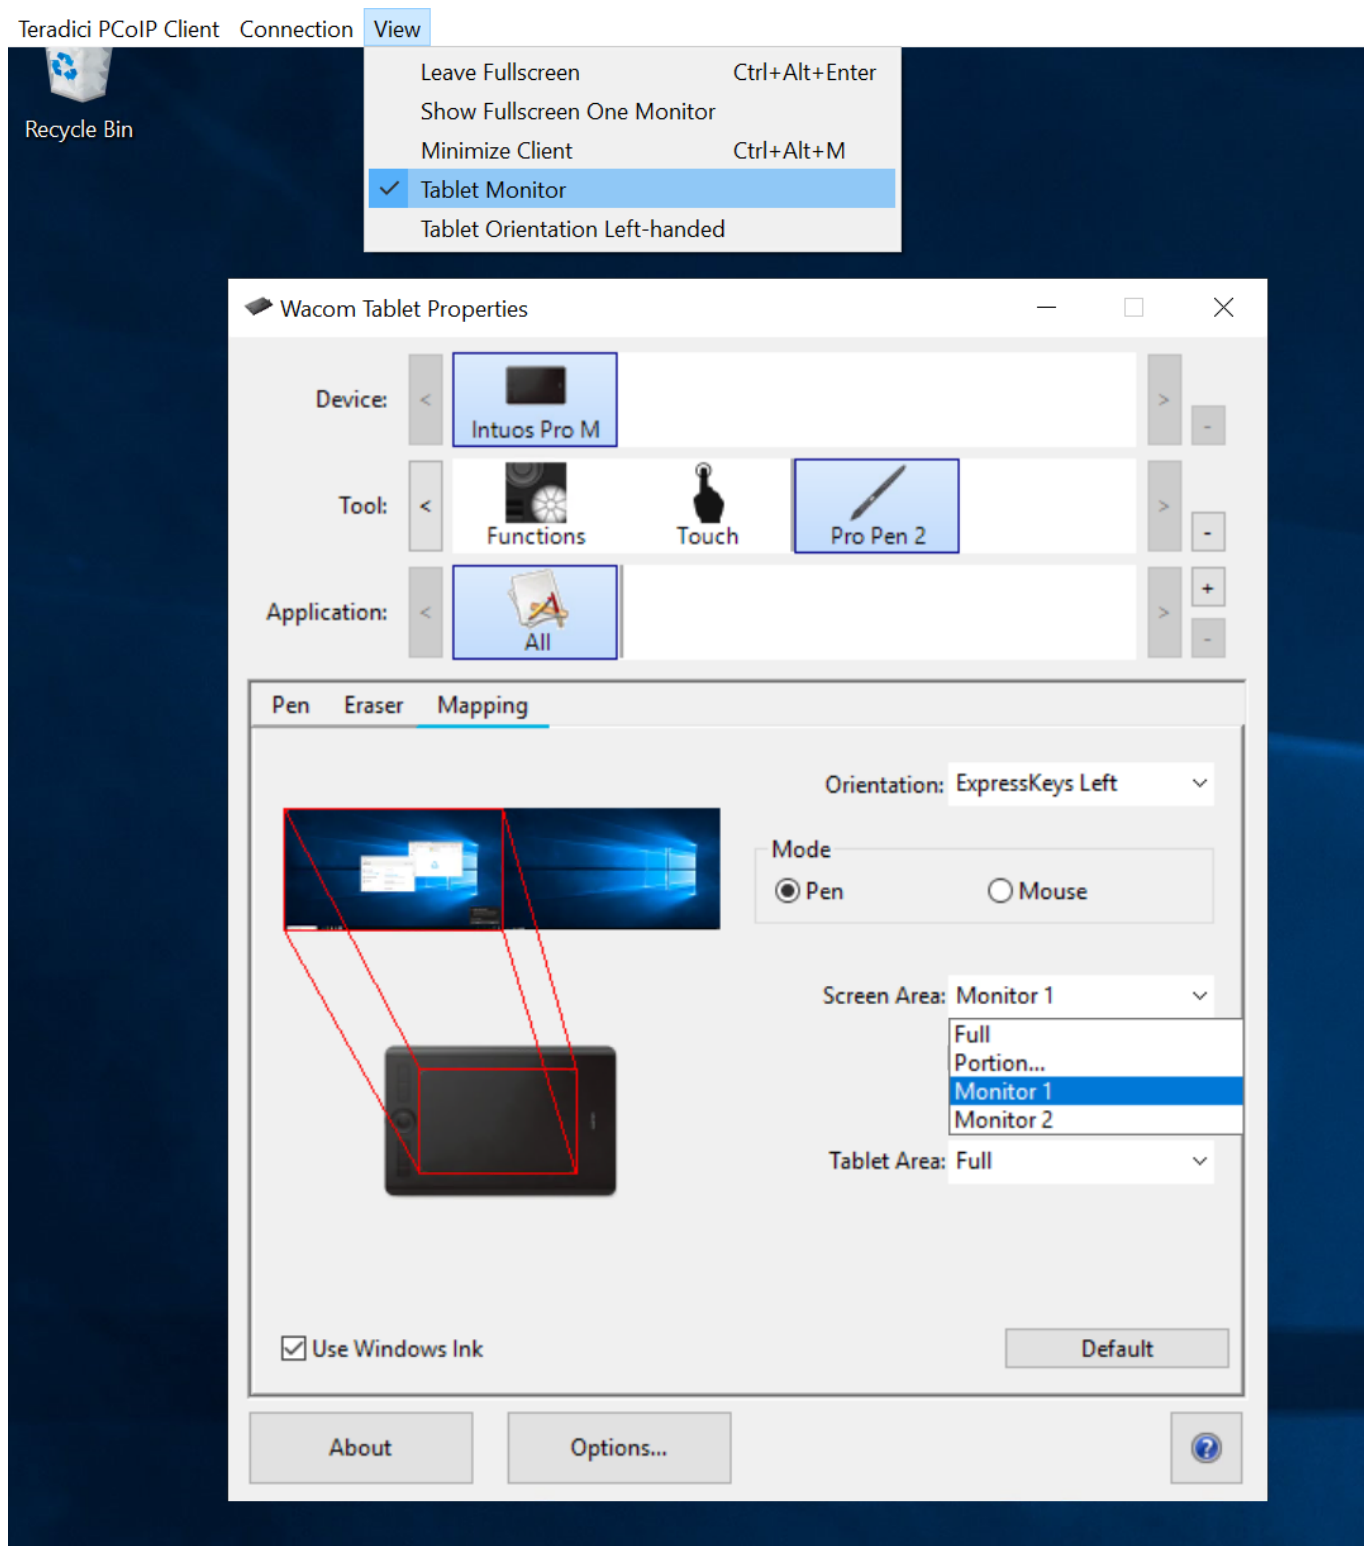 Teradici PCoIP Client Connection View
Leave Fullscreen Ctrl+Alt+Enter
Show Fullscreen One Monitor
Minimize Client Ctrl+Alt+M
Tablet Monitor
Tablet Orientation Left-handed
Recycle Bin
Wacom Tablet Properties
Device: < Intuos Pro M > -
Tool: < Functions Touch Pro Pen 2 > -
Application: < All > + -
Pen Eraser Mapping
Orientation: ExpressKeys Left
Mode
Pen Mouse
Screen Area: Monitor 1
Full
Portion...
Monitor 1
Monitor 2
Tablet Area: Full
Use Windows Ink Default
About Options... ?